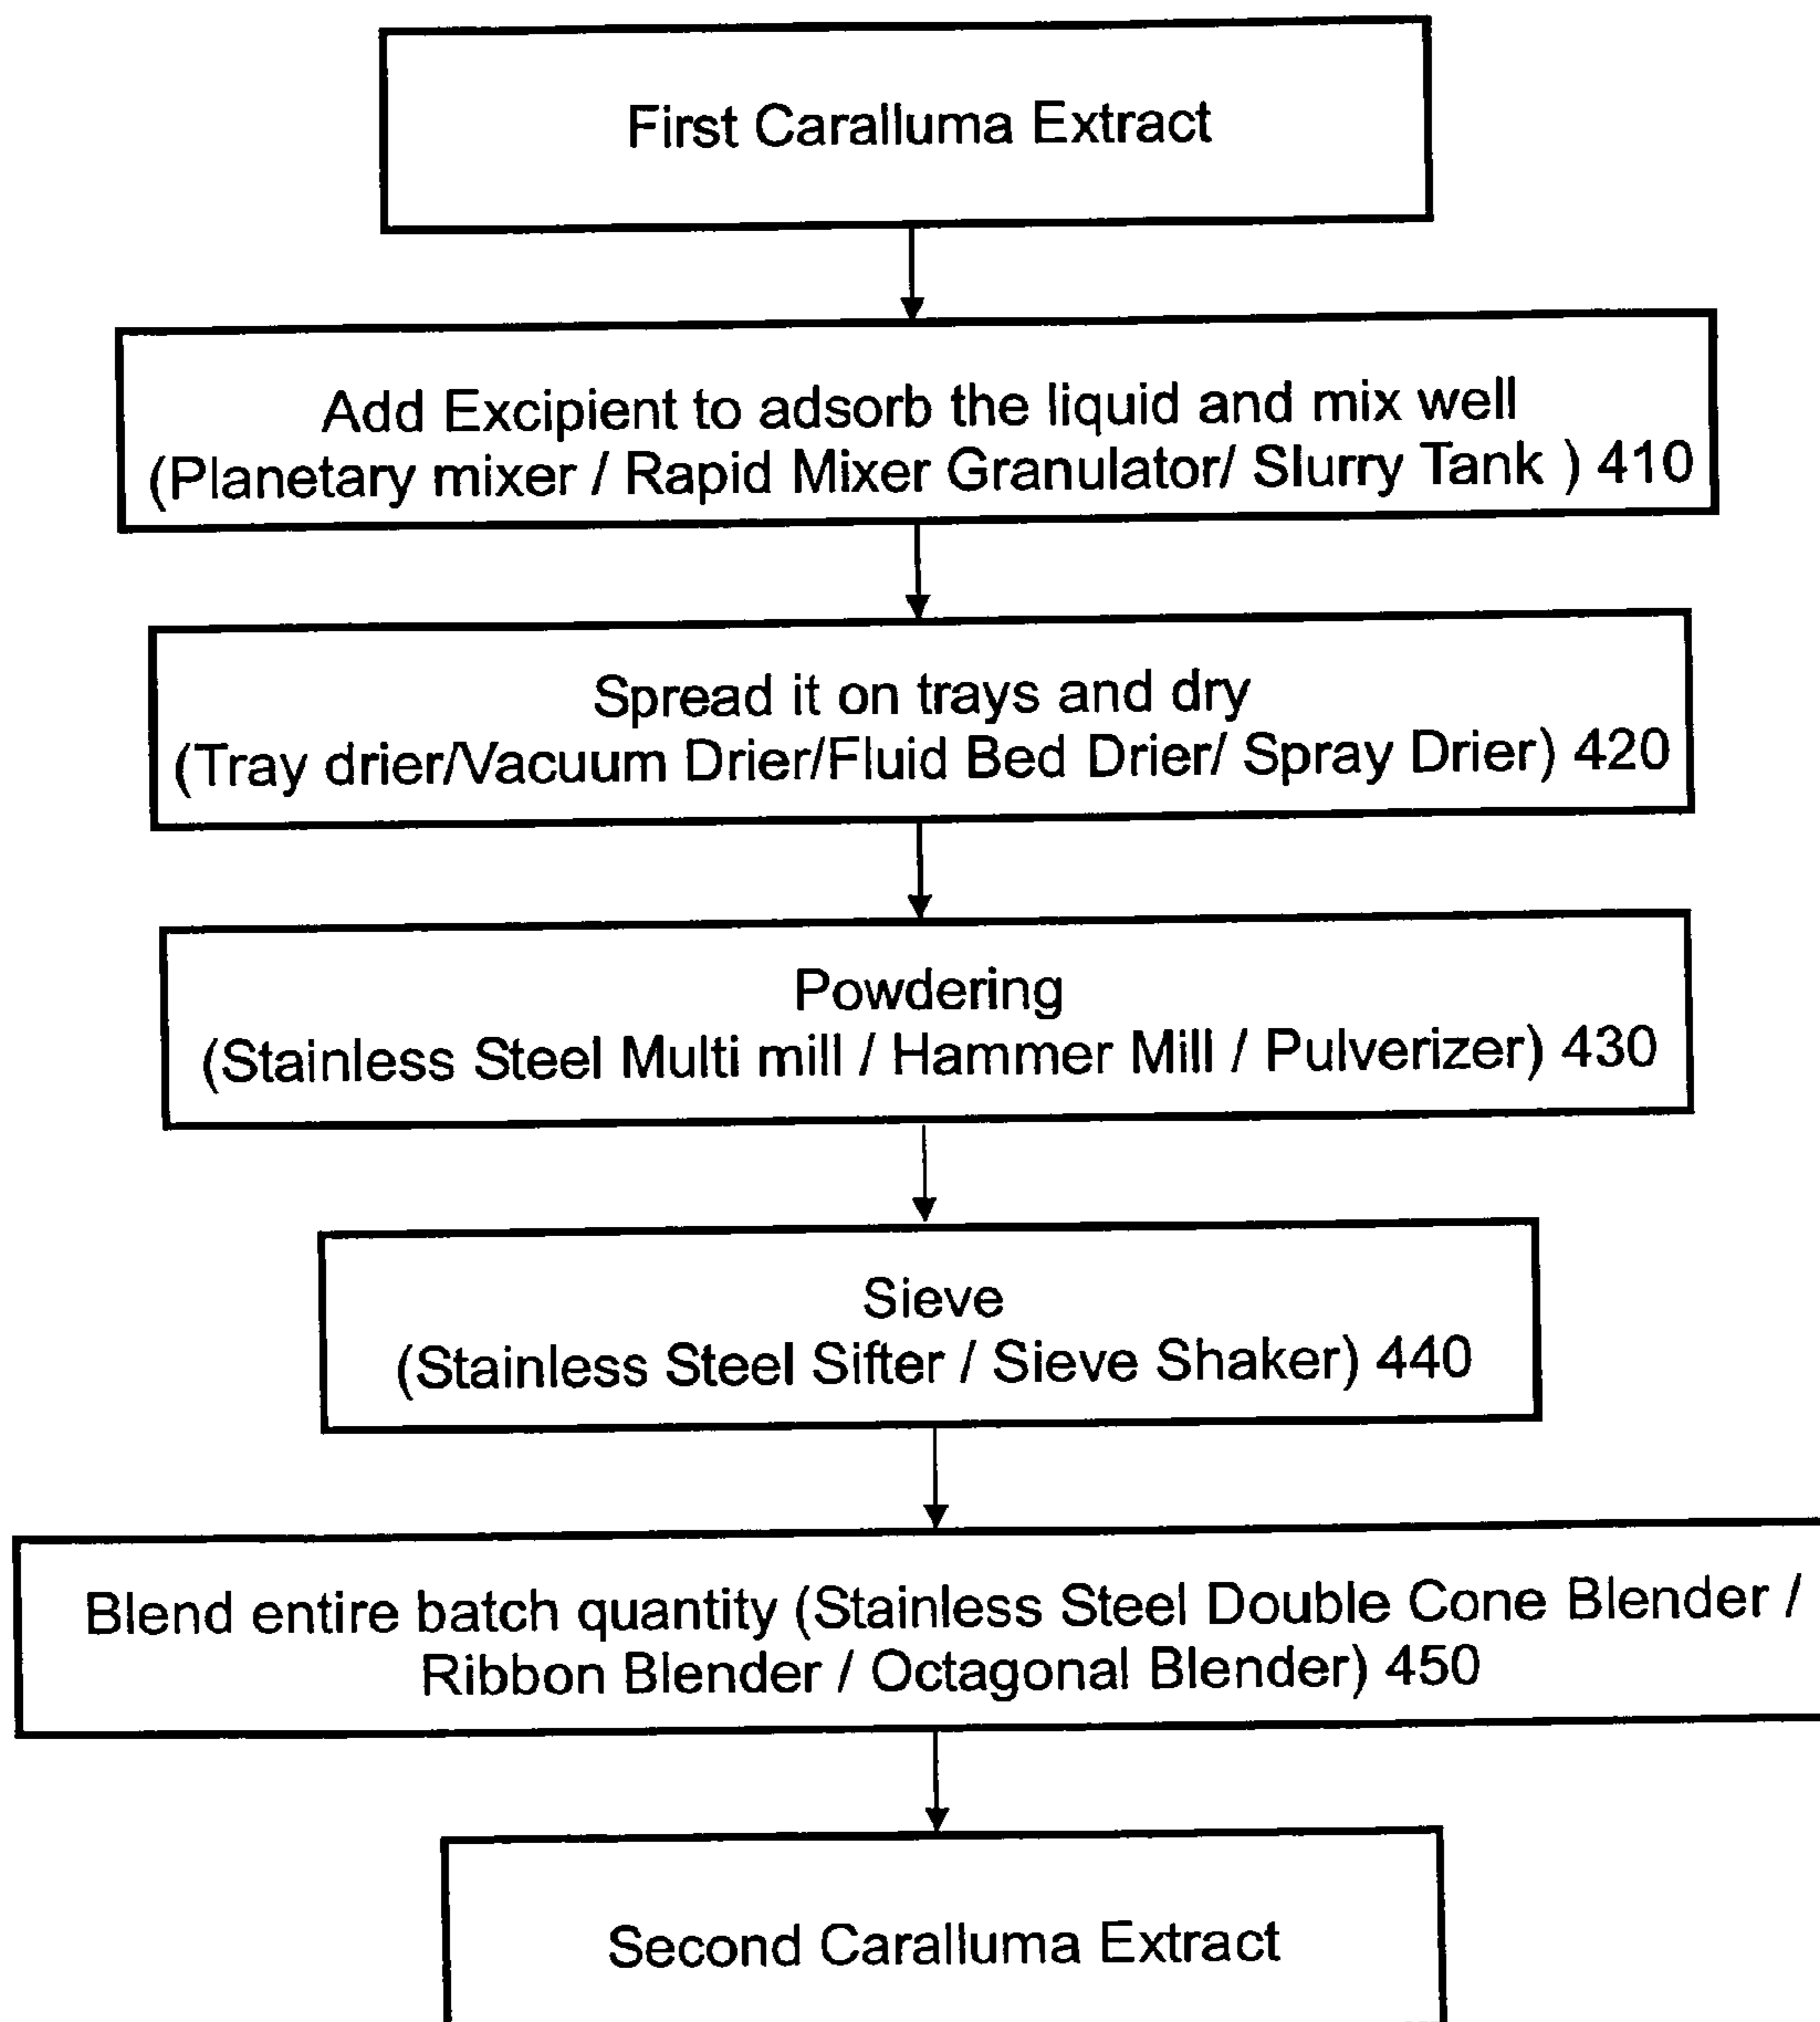 First Caralluma Extract
Add Excipient to adsorb the liquid and mix well
(Planetary mixer / Rapid Mixer Granulator/ Slurry Tank ) 410
Spread it on trays and dry
(Tray drier/Vacuum Drier/Fluid Bed Drier/ Spray Drier) 420
Powdering
(Stainless Steel Multi mill / Hammer Mill / Pulverizer) 430
Sieve
(Stainless Steel Sifter / Sieve Shaker) 440
Blend entire batch quantity (Stainless Steel Double Cone Blender /
Ribbon Blender / Octagonal Blender) 450
Second Caralluma Extract